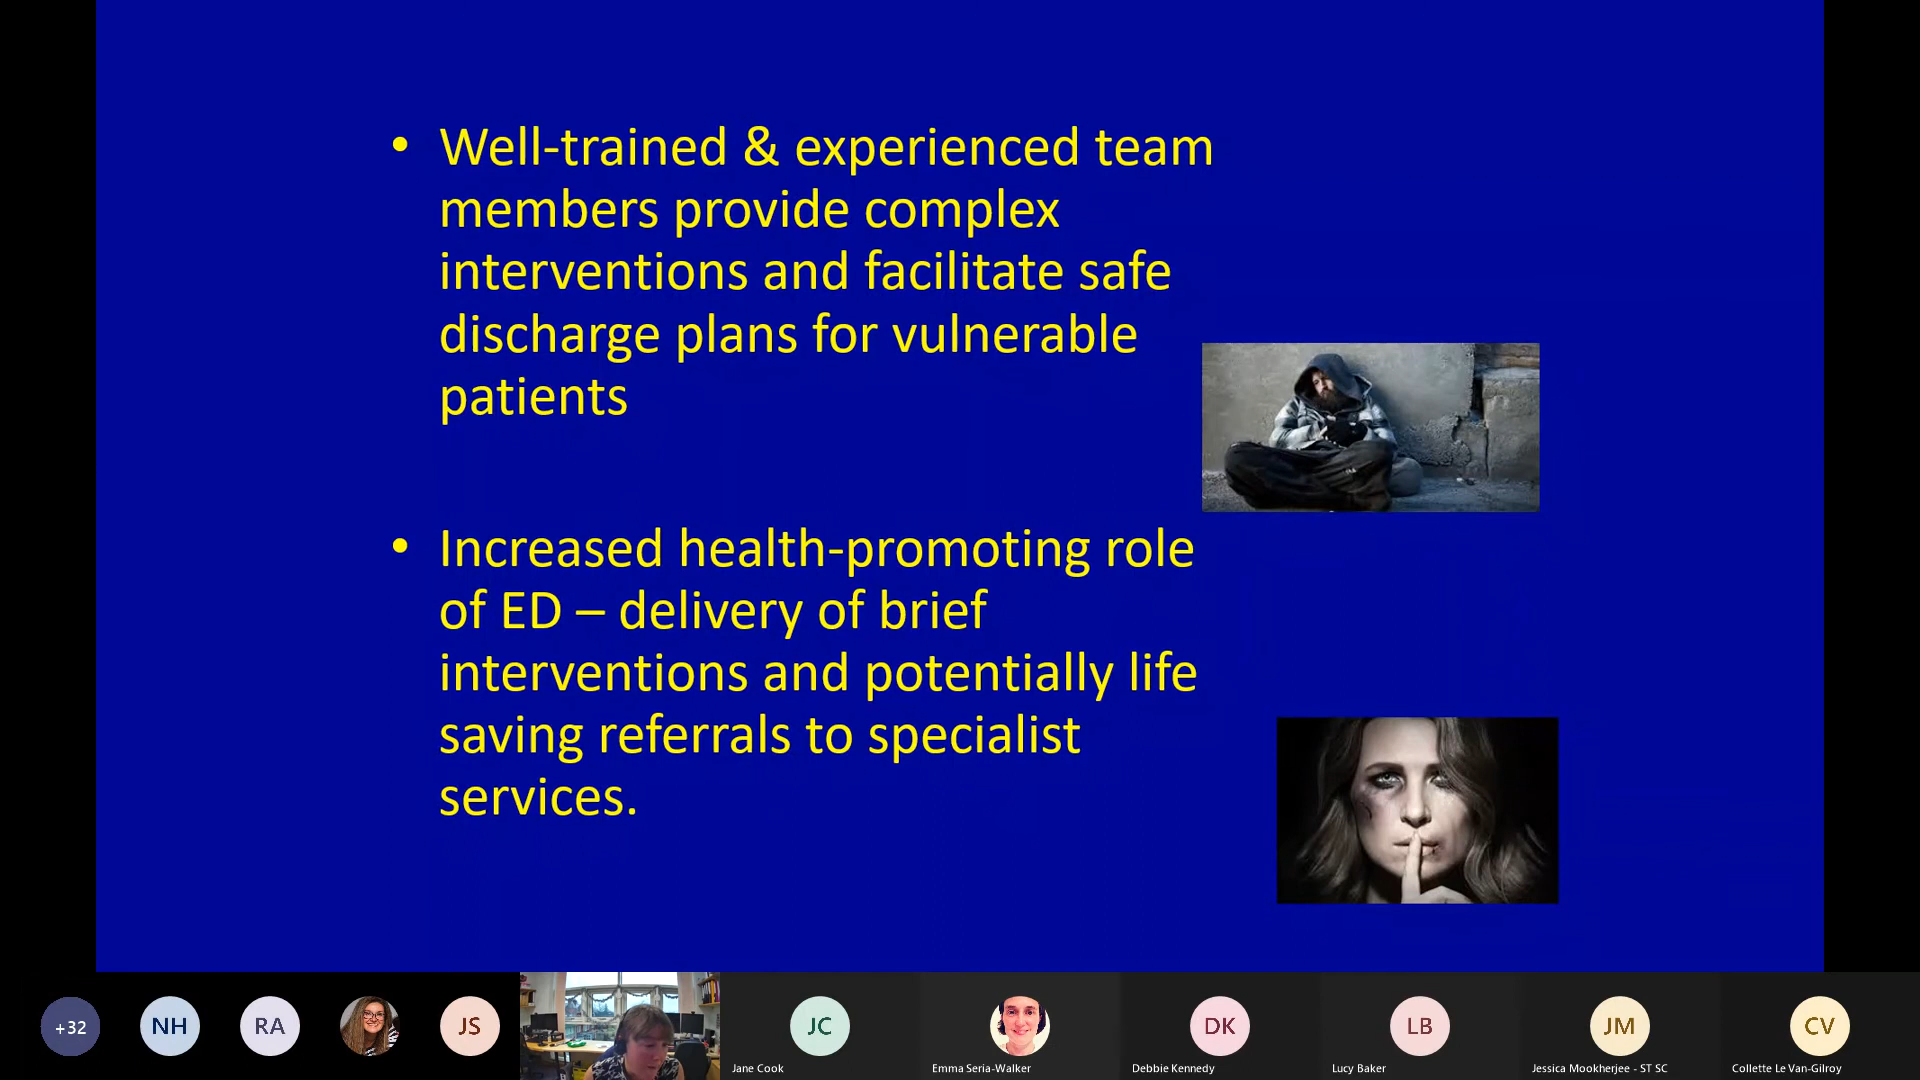 • Well-trained & experienced team
members provide complex
interventions and facilitate safe
discharge plans for vulnerable
patients
• Increased health-promoting role
of ED – delivery of brief
interventions and potentially life
saving referrals to specialist
services.
+32
NH
RA
JS
JC
Jane Cook
Emma Seria-Walker
DK
Debbie Kennedy
LB
Lucy Baker
JM
Jessica Mookherjee - ST SC
CV
Collette Le Van-Gilroy